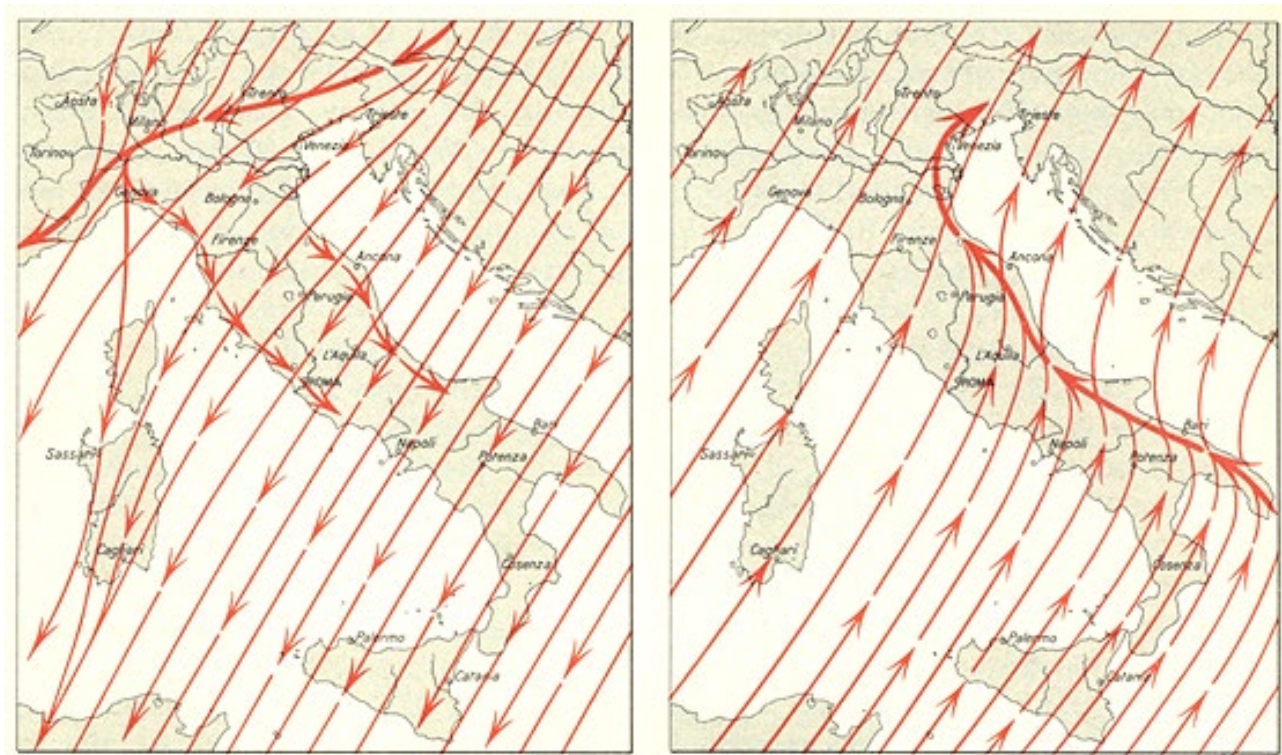 Aosta
Trento
Milano
Trieste
Torino
Venezia
Genova
Bologna
Firenze
Ancona
Perugia
L'Aquila
ROMA
Bari
Sassari
Napoli
Potenza
Cagliari
Cosenza
Palermo
Catania
Aosta
Trento
Milano
Trieste
Torino
Venezia
Genova
Bologna
Firenze
Ancona
Perugia
L'Aquila
ROMA
Bari
Sassari
Napoli
Potenza
Cagliari
Cosenza
Palermo
Catania